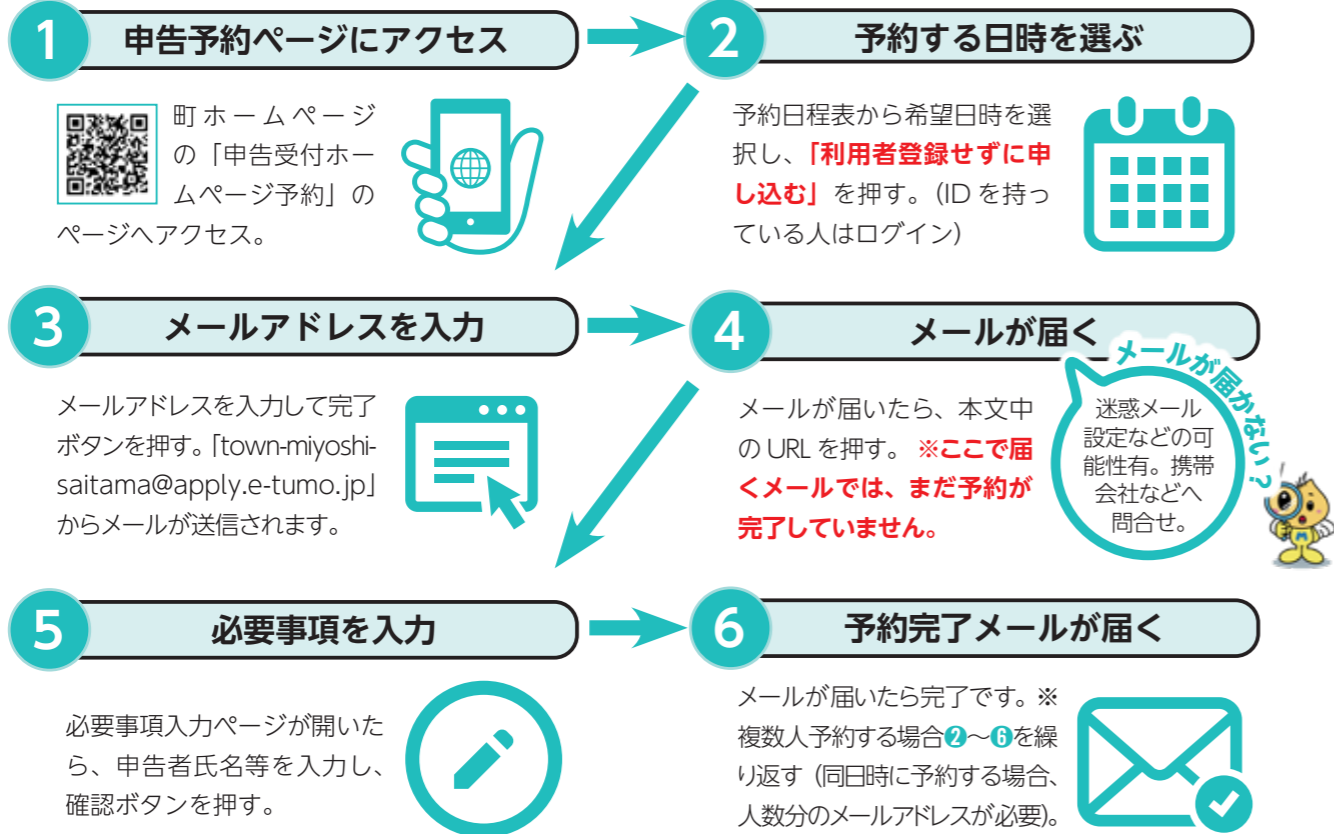 1 申告予約ページにアクセス
町ホームページ
の「申告受付ホー
ムページ予約」の
ページへアクセス。
2 予約する日時を選ぶ
予約日程表から希望日時を選
択し、「利用者登録せずに申
し込む」を押す。(ID を持っ
ている人はログイン)
3 メールアドレスを入力
メールアドレスを入力して完了
ボタンを押す。「town-miyoshi-
saitama@apply.e-tumo.jp」
からメールが送信されます。
4 メールが届く
メールが届いたら、本文中
の URL を押す。 ※ここで届
くメールでは、まだ予約が
完了していません。
メールが届かない?
迷惑メール
設定などの可
能性有。携帯
会社などへ
問合せ。
5 必要事項を入力
必要事項入力ページが開いた
ら、申告者氏名等を入力し、
確認ボタンを押す。
6 予約完了メールが届く
メールが届いたら完了です。※
複数人予約する場合❷～❻を繰
り返す(同日時に予約する場合、
人数分のメールアドレスが必要)。